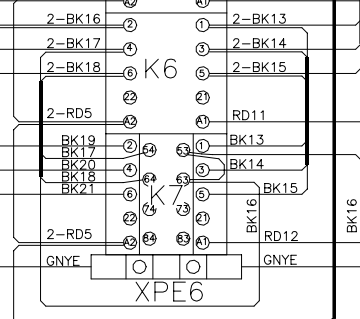 A2 A1
2-BK16 2 1 2-BK13
2-BK17 4 3 2-BK14
2-BK18 6 K6 5 2-BK15
22 21
2-RD5 A2 A1 RD11
BK19 2 54 53 1 BK13
BK17
BK20 4 3 BK14
BK18 64 63
BK21 6 K7 5 BK15
74 73
22 21
BK16 BK16
2-RD5 A2 84 83 A1 RD12
GNYE GNYE
XPE6